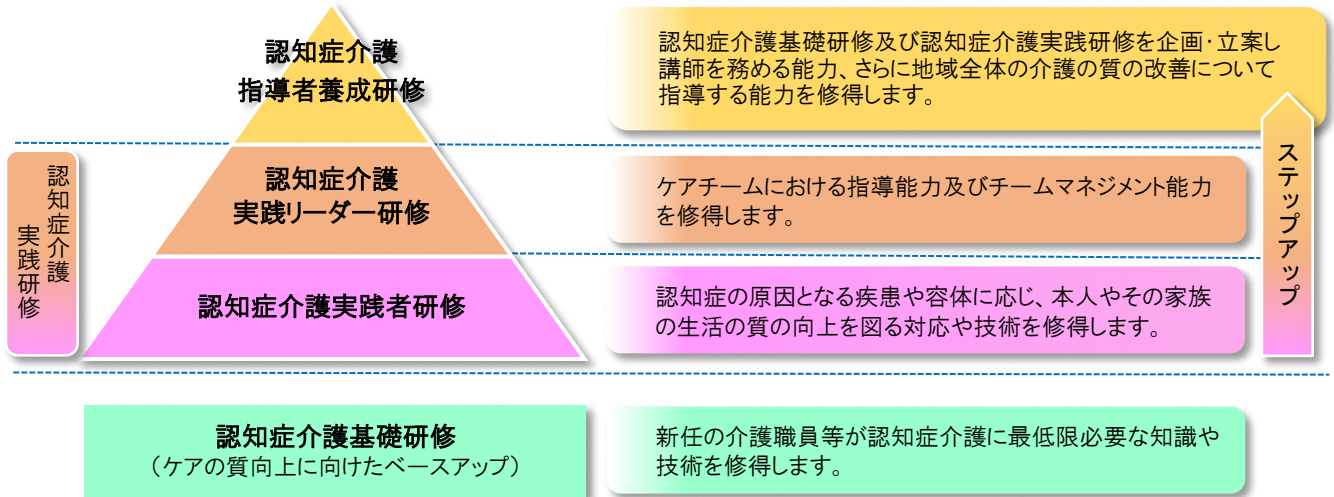 認知症介護
指導者養成研修
認知症介護基礎研修及び認知症介護実践研修を企画・立案し
講師を務める能力、さらに地域全体の介護の質の改善について
指導する能力を修得します。
認知症介護
実践研修
認知症介護
実践リーダー研修
ケアチームにおける指導能力及びチームマネジメント能力
を修得します。
ステップアップ
認知症介護実践者研修
認知症の原因となる疾患や容体に応じ、本人やその家族
の生活の質の向上を図る対応や技術を修得します。
認知症介護基礎研修
（ケアの質向上に向けたベースアップ）
新任の介護職員等が認知症介護に最低限必要な知識や
技術を修得します。